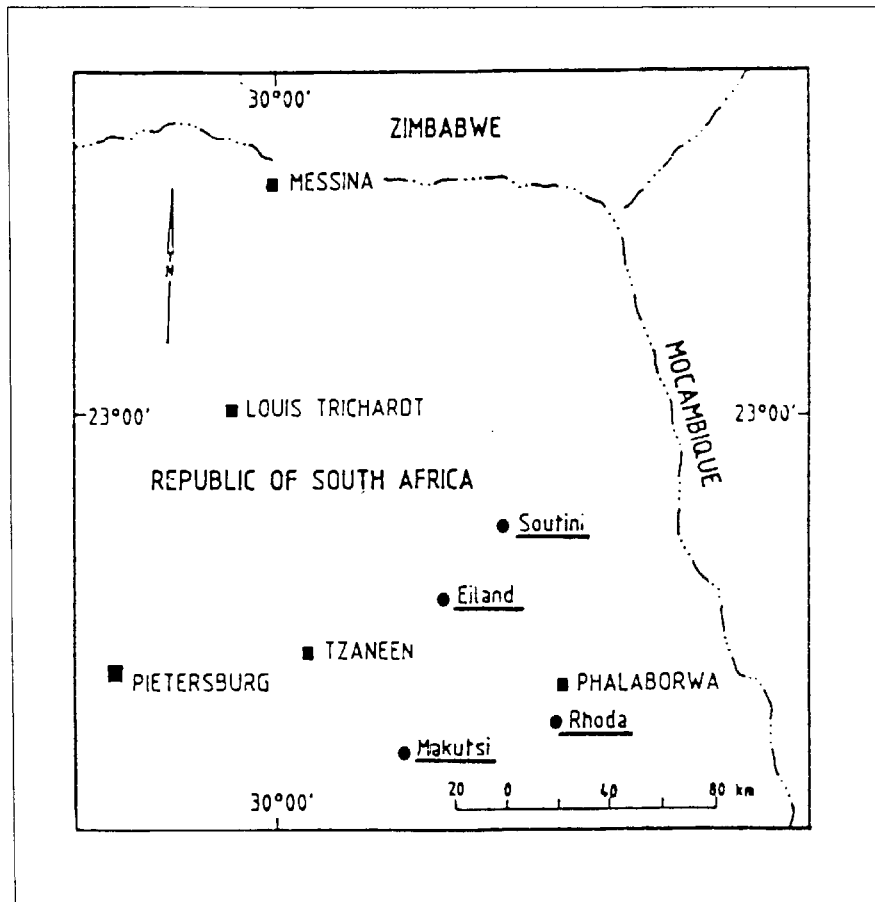 30°00'
ZIMBABWE
MESSINA
N
MOCAMBIQUE
LOUIS TRICHARDT
23°00'
23°00'
REPUBLIC OF SOUTH AFRICA
Soutini
Eiland
TZANEEN
PIETERSBURG
PHALABORWA
Rhoda
Makutsi
30°00'
20 0 40 80 km